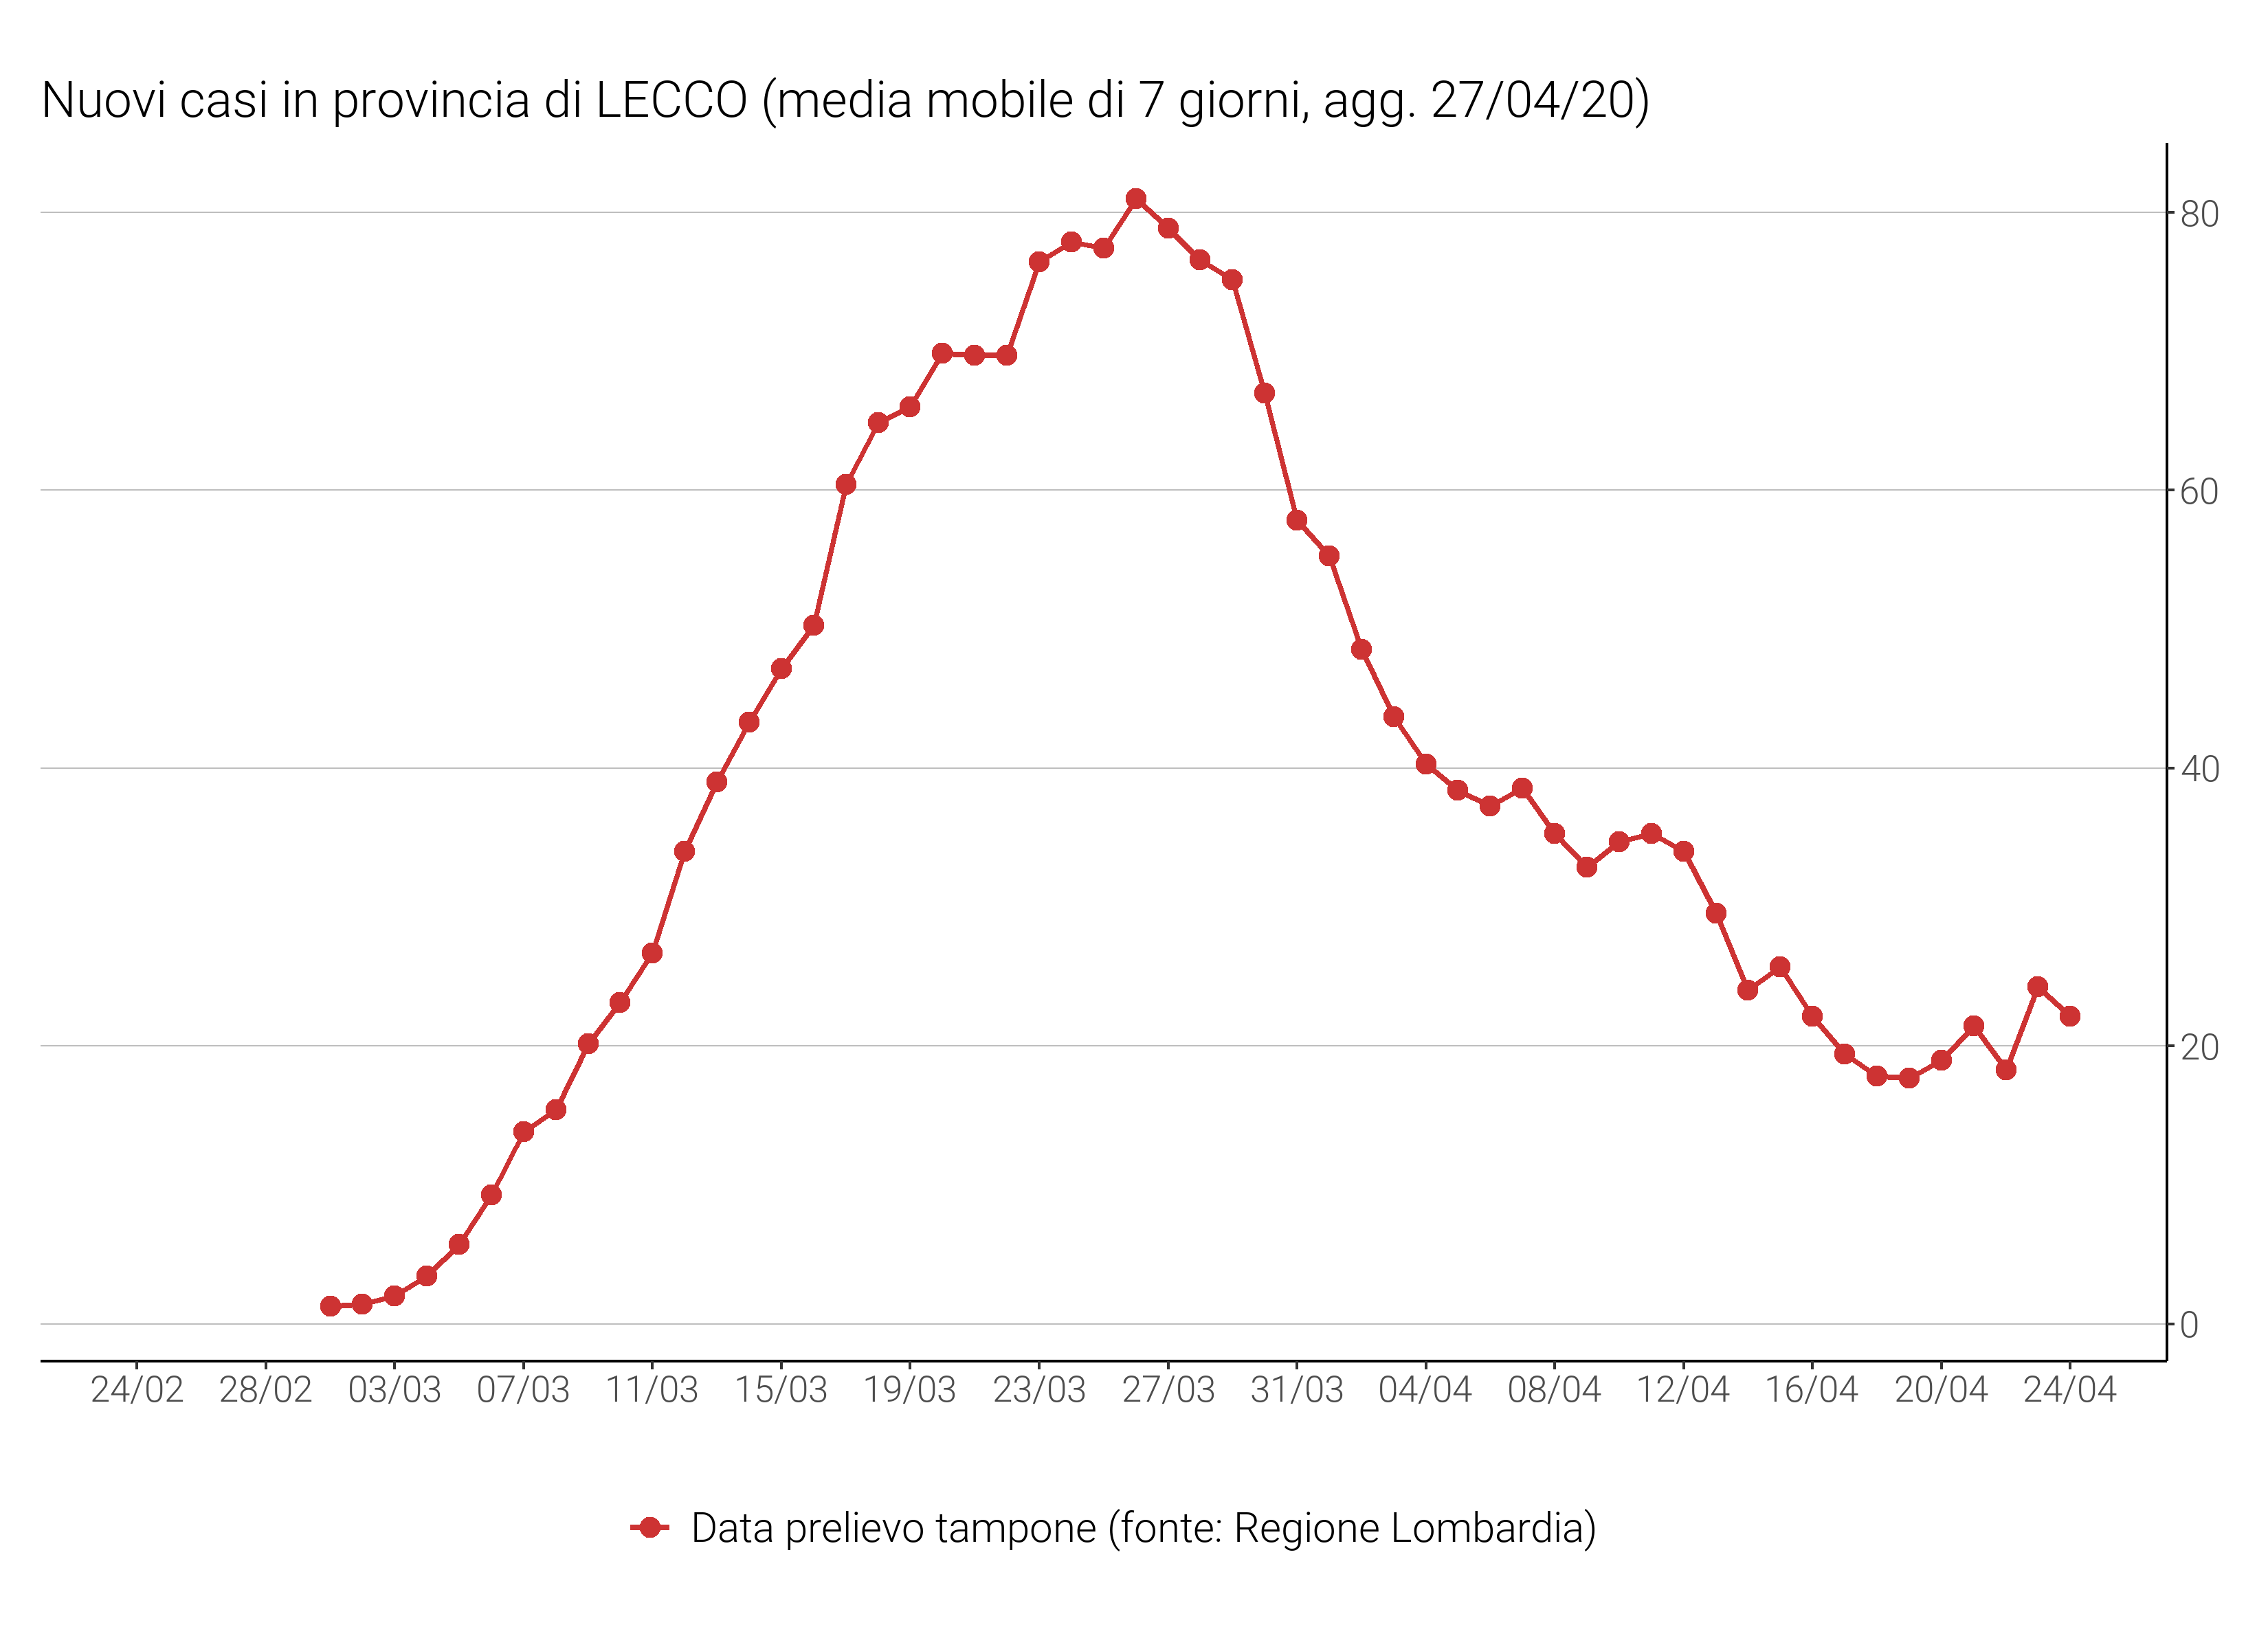 Nuovi casi in provincia di LECCO (media mobile di 7 giorni, agg. 27/04/20)
80
60
40
20
0
24/02 28/02 03/03 07/03 11/03 15/03 19/03 23/03 27/03 31/03 04/04 08/04 12/04 16/04 20/04 24/04
Data prelievo tampone (fonte: Regione Lombardia)